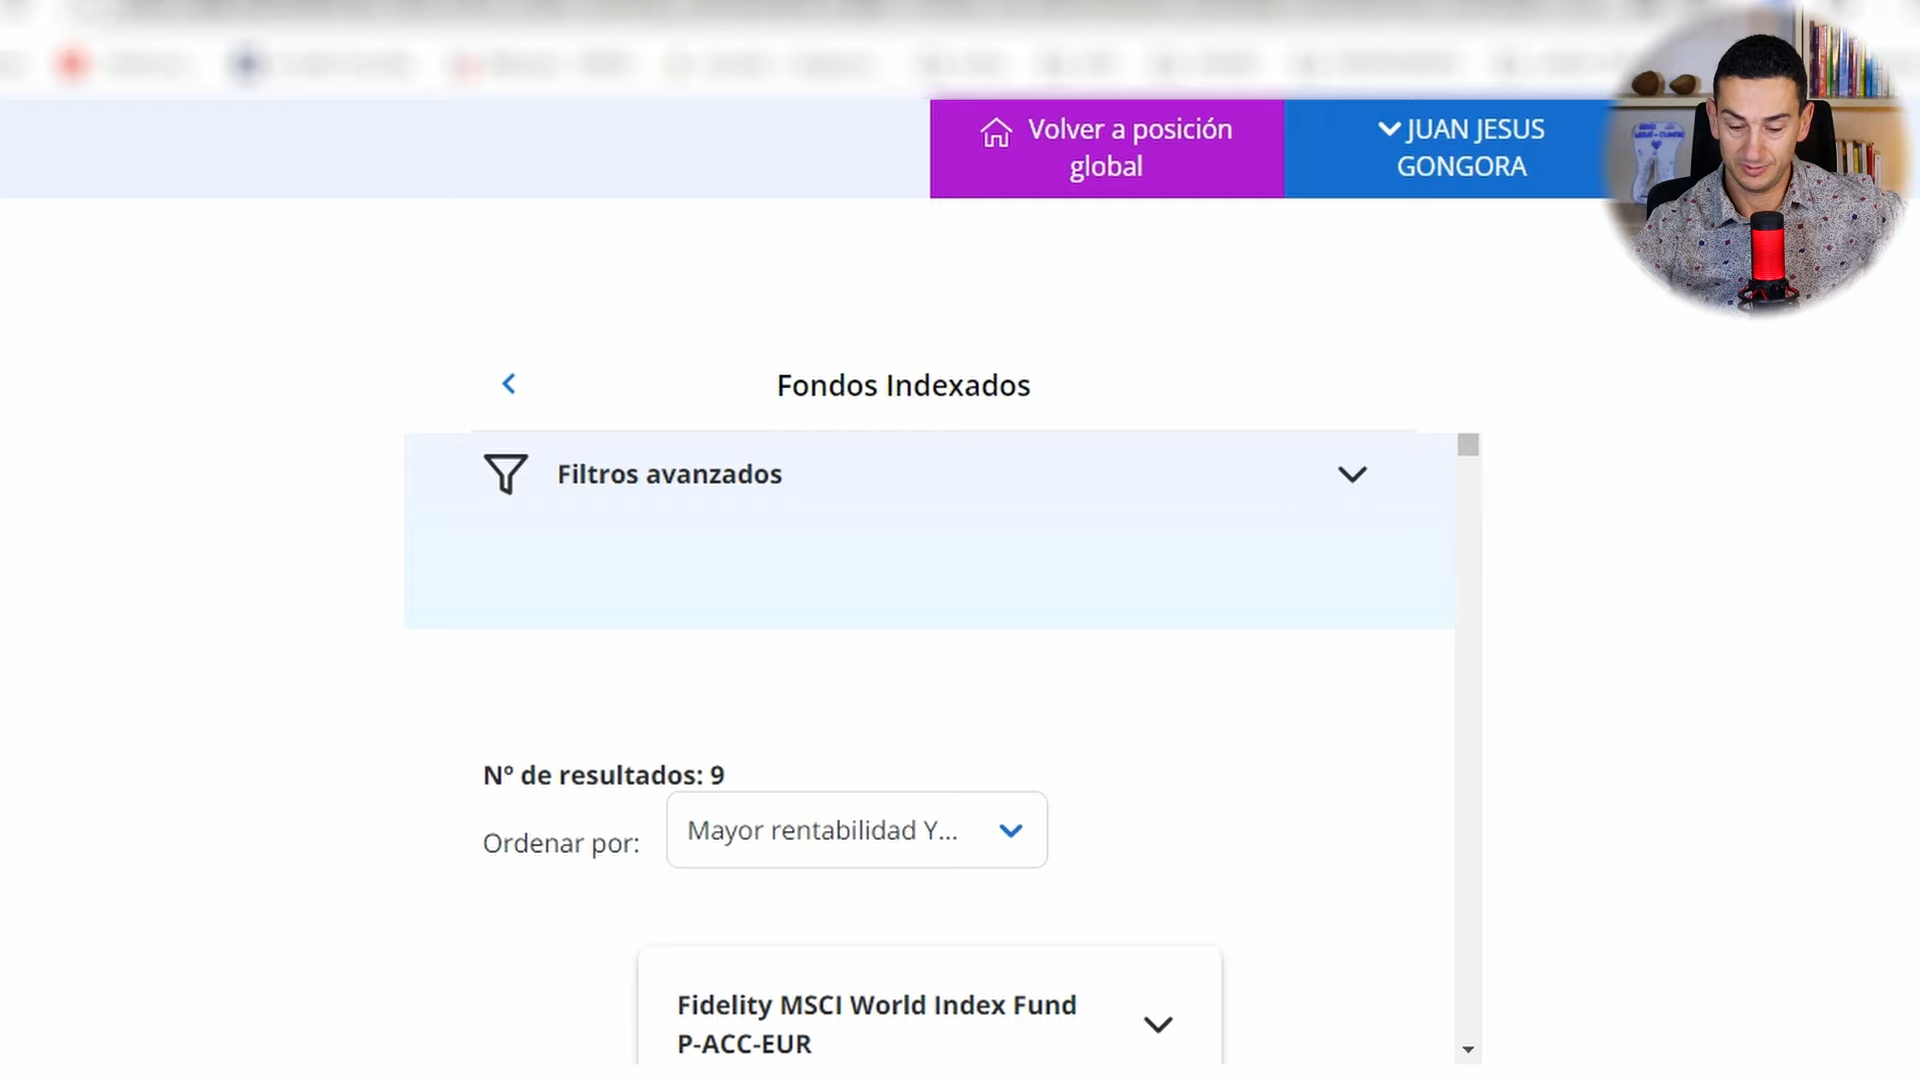 Volver a posición
global
JUAN JESUS
GONGORA
Fondos Indexados
Filtros avanzados
Nº de resultados: 9
Ordenar por:
Mayor rentabilidad Y...
Fidelity MSCI World Index Fund
P-ACC-EUR